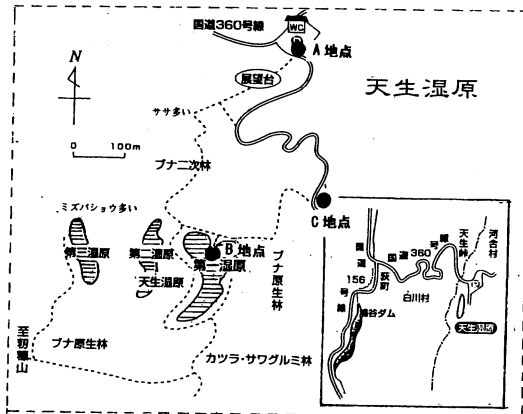 国道360号線
WC
P
A 地点
天生湿原
N
展望台
ササ多い
0 100m
ブナ二次林
C 地点
ミズバショウ多い
B 地点
第三湿原
第二湿原
天生湿原
第一湿原
ブナ原生林
至籾糠山
ブナ原生林
カツラ・サワグルミ林
国道156号線
国道360号線
荻町
白川村
鳩谷ダム
天生峠
河合村
天生湿原